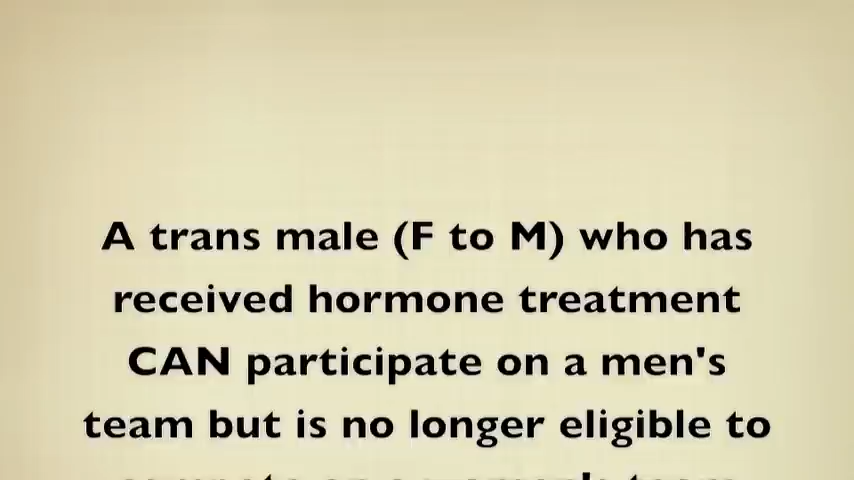 A trans male (F to M) who has
received hormone treatment
CAN participate on a men's
team but is no longer eligible to